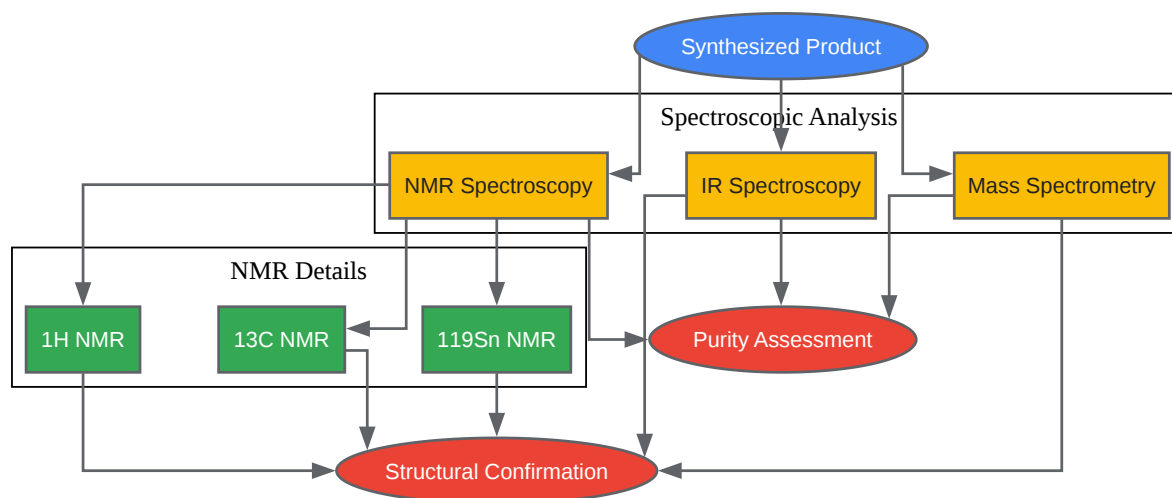 Synthesized Product
Spectroscopic Analysis
NMR Spectroscopy
IR Spectroscopy
Mass Spectrometry
NMR Details
1H NMR
13C NMR
119Sn NMR
Purity Assessment
Structural Confirmation